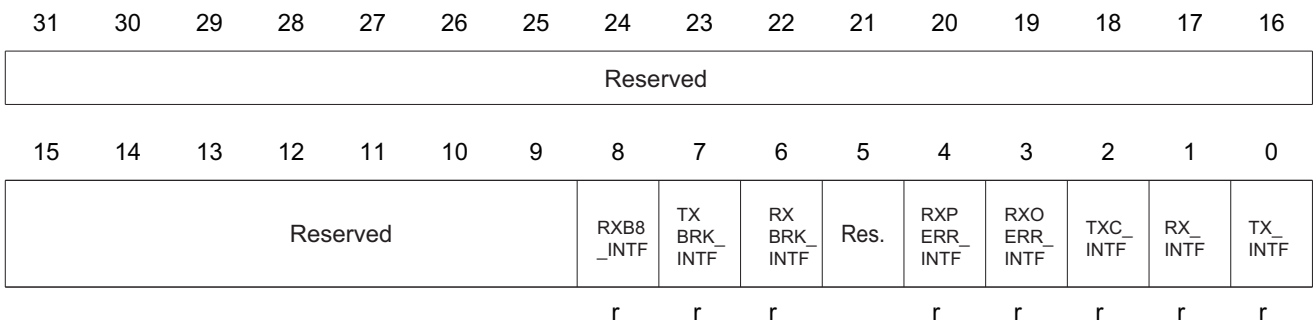 31 30 29 28 27 26 25 24 23 22 21 20 19 18 17 16
Reserved
15 14 13 12 11 10 9 8 7 6 5 4 3 2 1 0
Reserved
RXB8
_INTF
TX
BRK_
INTF
RX
BRK_
INTF
Res.
RXP
ERR_
INTF
RXO
ERR_
INTF
TXC_
INTF
RX_
INTF
TX_
INTF
r r r r r r r r